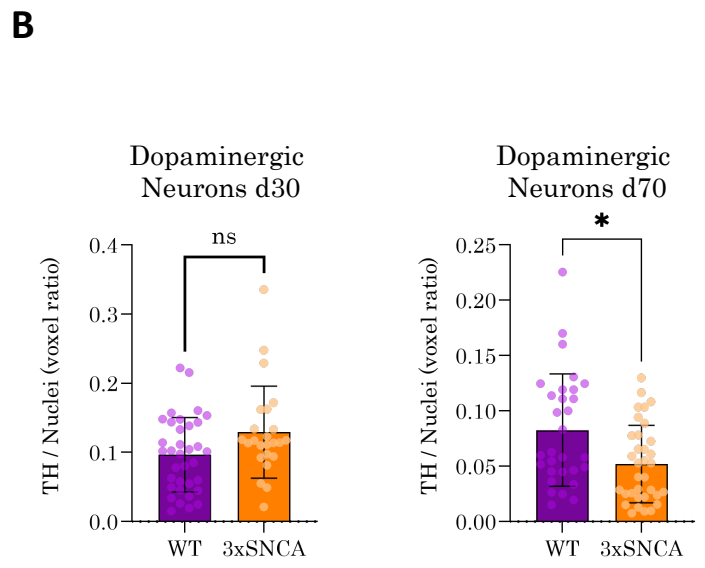 B
Dopaminergic
Neurons d30
TH / Nuclei (voxel ratio)
0.4
0.3
0.2
0.1
0.0
ns
WT
3xSNCA
Dopaminergic
Neurons d70
TH / Nuclei (voxel ratio)
0.25
0.20
0.15
0.10
0.05
0.00
*
WT
3xSNCA